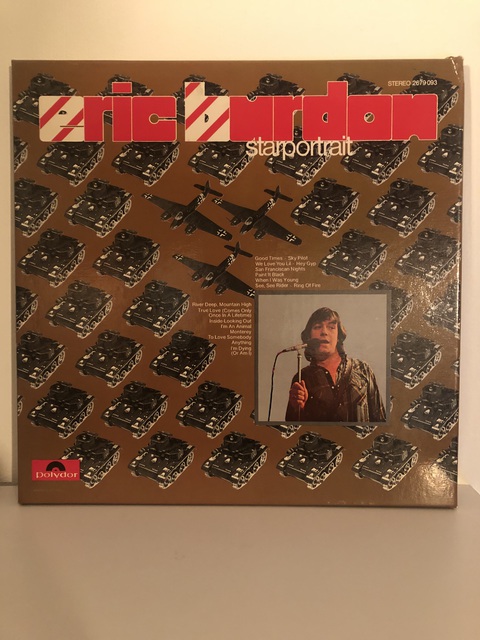 STEREO 2679 093
eric burdon
starportrait
Good Times · Sky Pilot
We Love You Lil · Hey Gyp
San Franciscan Nights
Paint It Black
When I Was Young
See, See Rider · Ring Of Fire
River Deep, Mountain High
True Love (Comes Only
Once In A Lifetime)
Inside-Looking Out
I'm An Animal
Monterey
To Love Somebody
Anything
I'm Dying
(Or Am I)
Polydor